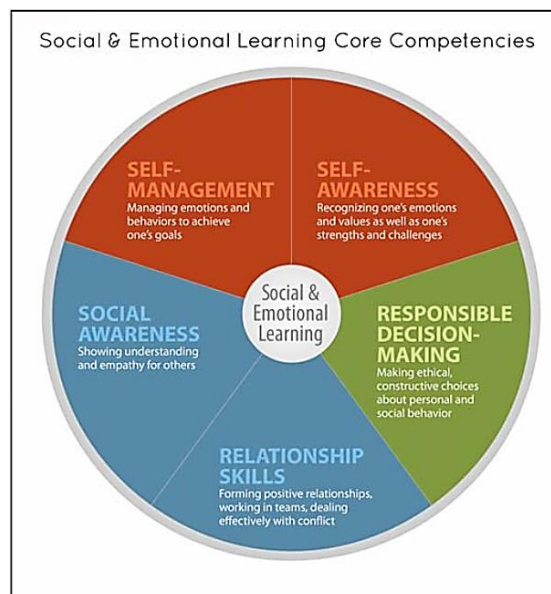 Social & Emotional Learning Core Competencies
SELF-
MANAGEMENT
Managing emotions and
behaviors to achieve
one's goals
SELF-
AWARENESS
Recognizing one's emotions
and values as well as one's
strengths and challenges
SOCIAL
AWARENESS
Showing understanding
and empathy for others
Social &
Emotional
Learning
RESPONSIBLE
DECISION-
MAKING
Making ethical,
constructive choices
about personal and
social behavior
RELATIONSHIP
SKILLS
Forming positive relationships,
working in teams, dealing
effectively with conflict